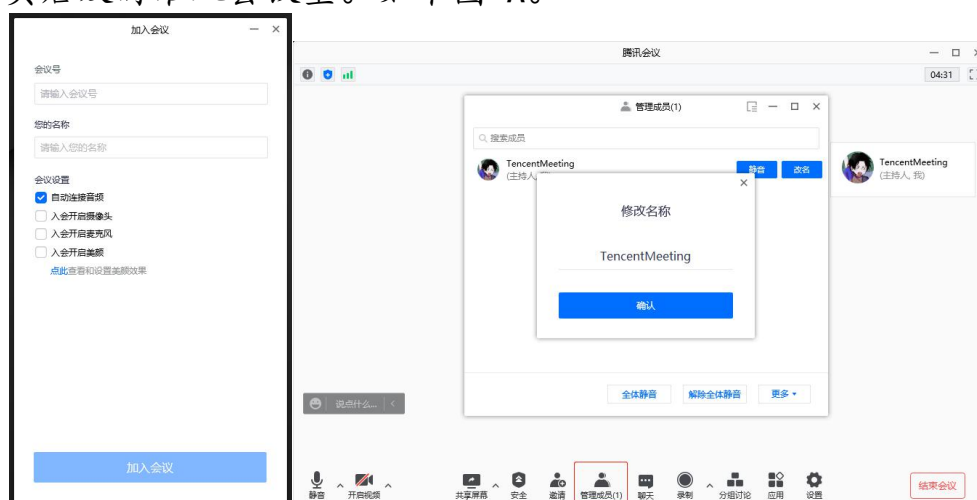 加入会议
会议号
请输入会议号
您的名称
请输入您的名称
会议设置
自动连接音频
入会开启摄像头
入会开启麦克风
入会开启美颜
点此查看和设置美颜效果
加入会议
腾讯会议
04:31
管理成员(1)
搜索成员
TencentMeeting
(主持人,
静音
改名
修改名称
TencentMeeting
确认
全体静音
解除全体静音
更多
TencentMeeting
(主持人, 我)
说点什么...
静音
开启视频
共享屏幕
安全
邀请
管理成员(1)
聊天
录制
分组讨论
应用
设置
结束会议